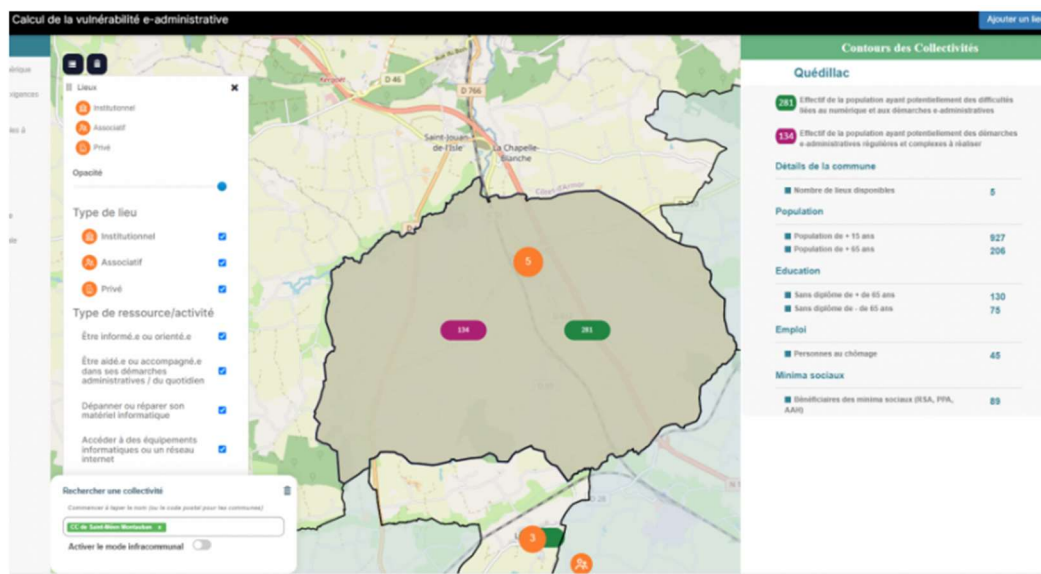 Calcul de la vulnérabilité e-administrative
Ajouter un lieu
vigances
Lieux
Institutionnel
Associatif
Privé
Opacité
Type de lieu
Institutionnel
Associatif
Privé
Type de ressource/activité
Être informé.e ou orienté.e
Être aidé.e ou accompagné.e
dans ses démarches
administratives / du quotidien
Dépanner ou réparer son
matériel informatique
Accéder à des équipements
informatiques ou un réseau
internet
Rechercher une collectivité
Commencer à taper le nom (ou le code postal pour les communes)
CC de Saint-Méen Montauban x
Activer le mode infracommunal
D 46
D 766
Saint-Jouan-
de-l'Isle
La Chapelle-
Blanche
Côtes-d'Armor
5
134
281
D 28
3
Contours des Collectivités
Quédillac
281 Effectif de la population ayant potentiellement des difficultés
liées au numérique et aux démarches e-administratives
134 Effectif de la population ayant potentiellement des démarches
e-administratives régulières et complexes à réaliser
Détails de la commune
Nombre de lieux disponibles 5
Population
Population de + 15 ans 927
Population de + 65 ans 206
Education
Sans diplôme de + de 65 ans 130
Sans diplôme de - de 65 ans 75
Emploi
Personnes au chômage 45
Minima sociaux
Bénéficiaires des minima sociaux (RSA, PPA,
AAH) 89